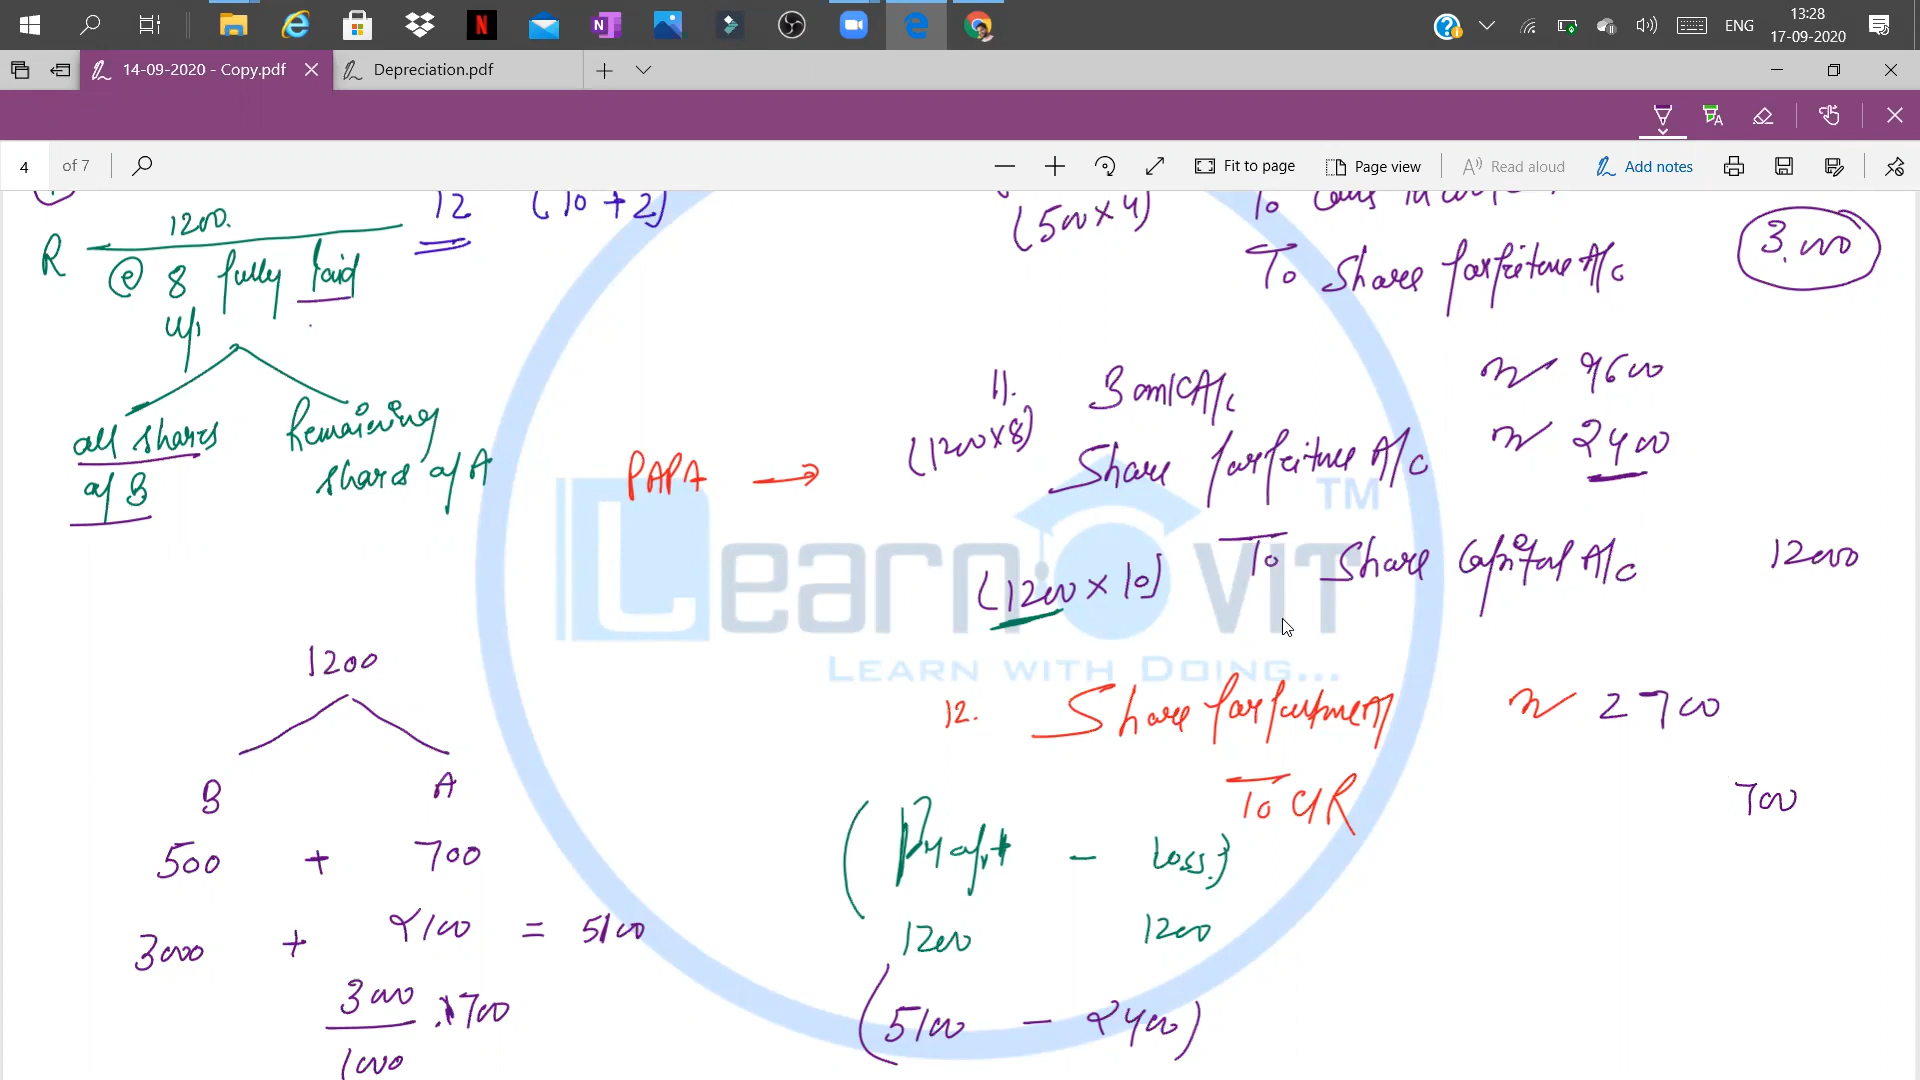 13:28
ENG
17-09-2020
14-09-2020 - Copy.pdf
Depreciation.pdf
4 of 7
Fit to page
Page view
Read aloud
Add notes
1200.
12 (10 + 2)
R
@ 8 fully paid up
(500 x 4)
To Share forfeiture A/c
3,000
all shares of B
Remaining shares of A
PAPA →
11. Bank A/c Dr 9600
(1200 x 8)
Share forfeiture A/c Dr 2400
To Share Capital A/c 12000
(1200 x 10)
LearnoVIT TM
LEARN WITH DOING...
1200
B A
500 + 700
3000 + 2100 = 5100
3000 x 700
1000
12. Share forfeiture A/c Dr 2700
To CR
700
(Profit - Loss)
1200 1200
(5100 - 2400)